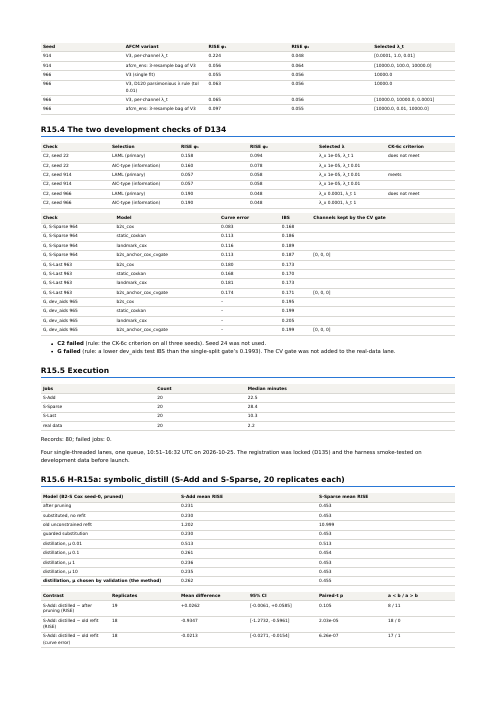 Seed AFCM variant RISE φ₁ RISE φ₂ Selected λ_t
914 V3, per-channel λ_t 0.224 0.048 [0.0001, 1.0, 0.01]
914 afcm_ens: 3-resample bag of V3 0.056 0.064 [10000.0, 100.0, 10000.0]
966 V3 (single fit) 0.055 0.056 10000.0
966 V3, D120 parsimonious λ rule (tol 0.063 0.056 10000.0
0.01)
966 V3, per-channel λ_t 0.065 0.056 [10000.0, 10000.0, 0.0001]
966 afcm_ens: 3-resample bag of V3 0.097 0.055 [10000.0, 0.01, 10000.0]
R15.4 The two development checks of D134
Check Selection RISE φ₁ RISE φ₂ Selected λ CK-6c criterion
C2, seed 22 LAML (primary) 0.158 0.094 λ_x 1e-05, λ_t 1 does not meet
C2, seed 22 AIC-type (information) 0.160 0.078 λ_x 1e-05, λ_t 0.01
C2, seed 914 LAML (primary) 0.057 0.058 λ_x 1e-05, λ_t 0.01 meets
C2, seed 914 AIC-type (information) 0.057 0.058 λ_x 1e-05, λ_t 0.01
C2, seed 966 LAML (primary) 0.190 0.048 λ_x 0.0001, λ_t 1 does not meet
C2, seed 966 AIC-type (information) 0.190 0.048 λ_x 0.0001, λ_t 0.01
Check Model Curve error IBS Channels kept by the CV gate
G, S-Sparse 964 b2s_cox 0.083 0.168
G, S-Sparse 964 static_coxlan 0.113 0.186
G, S-Sparse 964 landmark_cox 0.116 0.189
G, S-Sparse 964 b2s_anchor_cox_cvgate 0.113 0.187 [0, 0, 0]
G, S-Last 963 b2s_cox 0.180 0.173
G, S-Last 963 static_coxlan 0.168 0.170
G, S-Last 963 landmark_cox 0.181 0.173
G, S-Last 963 b2s_anchor_cox_cvgate 0.174 0.171 [0, 0, 0]
G, dev_aids 965 b2s_cox – 0.195
G, dev_aids 965 static_coxlan – 0.199
G, dev_aids 965 landmark_cox – 0.205
G, dev_aids 965 b2s_anchor_cox_cvgate – 0.199 [0, 0, 0]
• C2 failed (rule: the CK-6c criterion on all three seeds). Seed 24 was not used.
• G failed (rule: a lower dev_aids test IBS than the single-split gate's 0.1993). The CV gate was not added to the real-data lane.
R15.5 Execution
Jobs Count Median minutes
S-Add 20 22.5
S-Sparse 20 28.4
S-Last 20 10.3
real data 20 2.2
Records: 80; failed jobs: 0.
Four single-threaded lanes, one queue, 10:51–16:32 UTC on 2026-10-25. The registration was locked (D135) and the harness smoke-tested on
development data before launch.
R15.6 H-R15a: symbolic_distill (S-Add and S-Sparse, 20 replicates each)
Model (B2-S Cox seed-0, pruned) S-Add mean RISE S-Sparse mean RISE
after pruning 0.231 0.453
substituted, no refit 0.230 0.453
old unconstrained refit 1.202 10.999
guarded substitution 0.230 0.453
distillation, μ 0.01 0.513 0.513
distillation, μ 0.1 0.261 0.454
distillation, μ 1 0.236 0.453
distillation, μ 10 0.235 0.453
distillation, μ chosen by validation (the method) 0.262 0.455
Contrast Replicates Mean difference 95% CI Paired-t p a < b / a > b
S-Add: distilled − after 19 +0.0262 [-0.0061, +0.0585] 0.105 8 / 11
pruning (RISE)
S-Add: distilled − old refit 18 -0.9347 [-1.2732, -0.5961] 2.02e-05 18 / 0
(RISE)
S-Add: distilled − old refit 18 -0.0213 [-0.0271, -0.0154] 6.26e-07 17 / 1
(curve error)